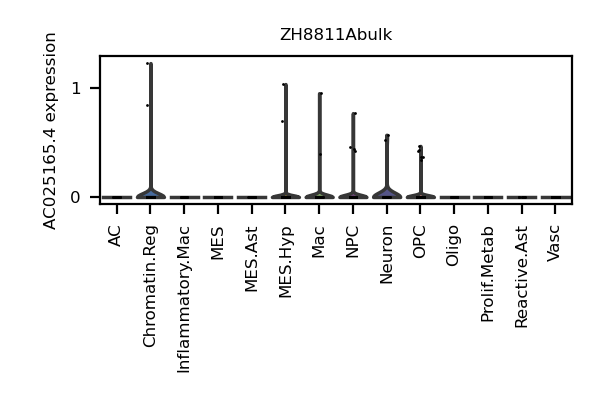 ZH8811Abulk
AC025165.4 expression
1
0
AC
Chromatin.Reg
Inflammatory.Mac
MES
MES.Ast
MES.Hyp
Mac
NPC
Neuron
OPC
Oligo
Prolif.Metab
Reactive.Ast
Vasc